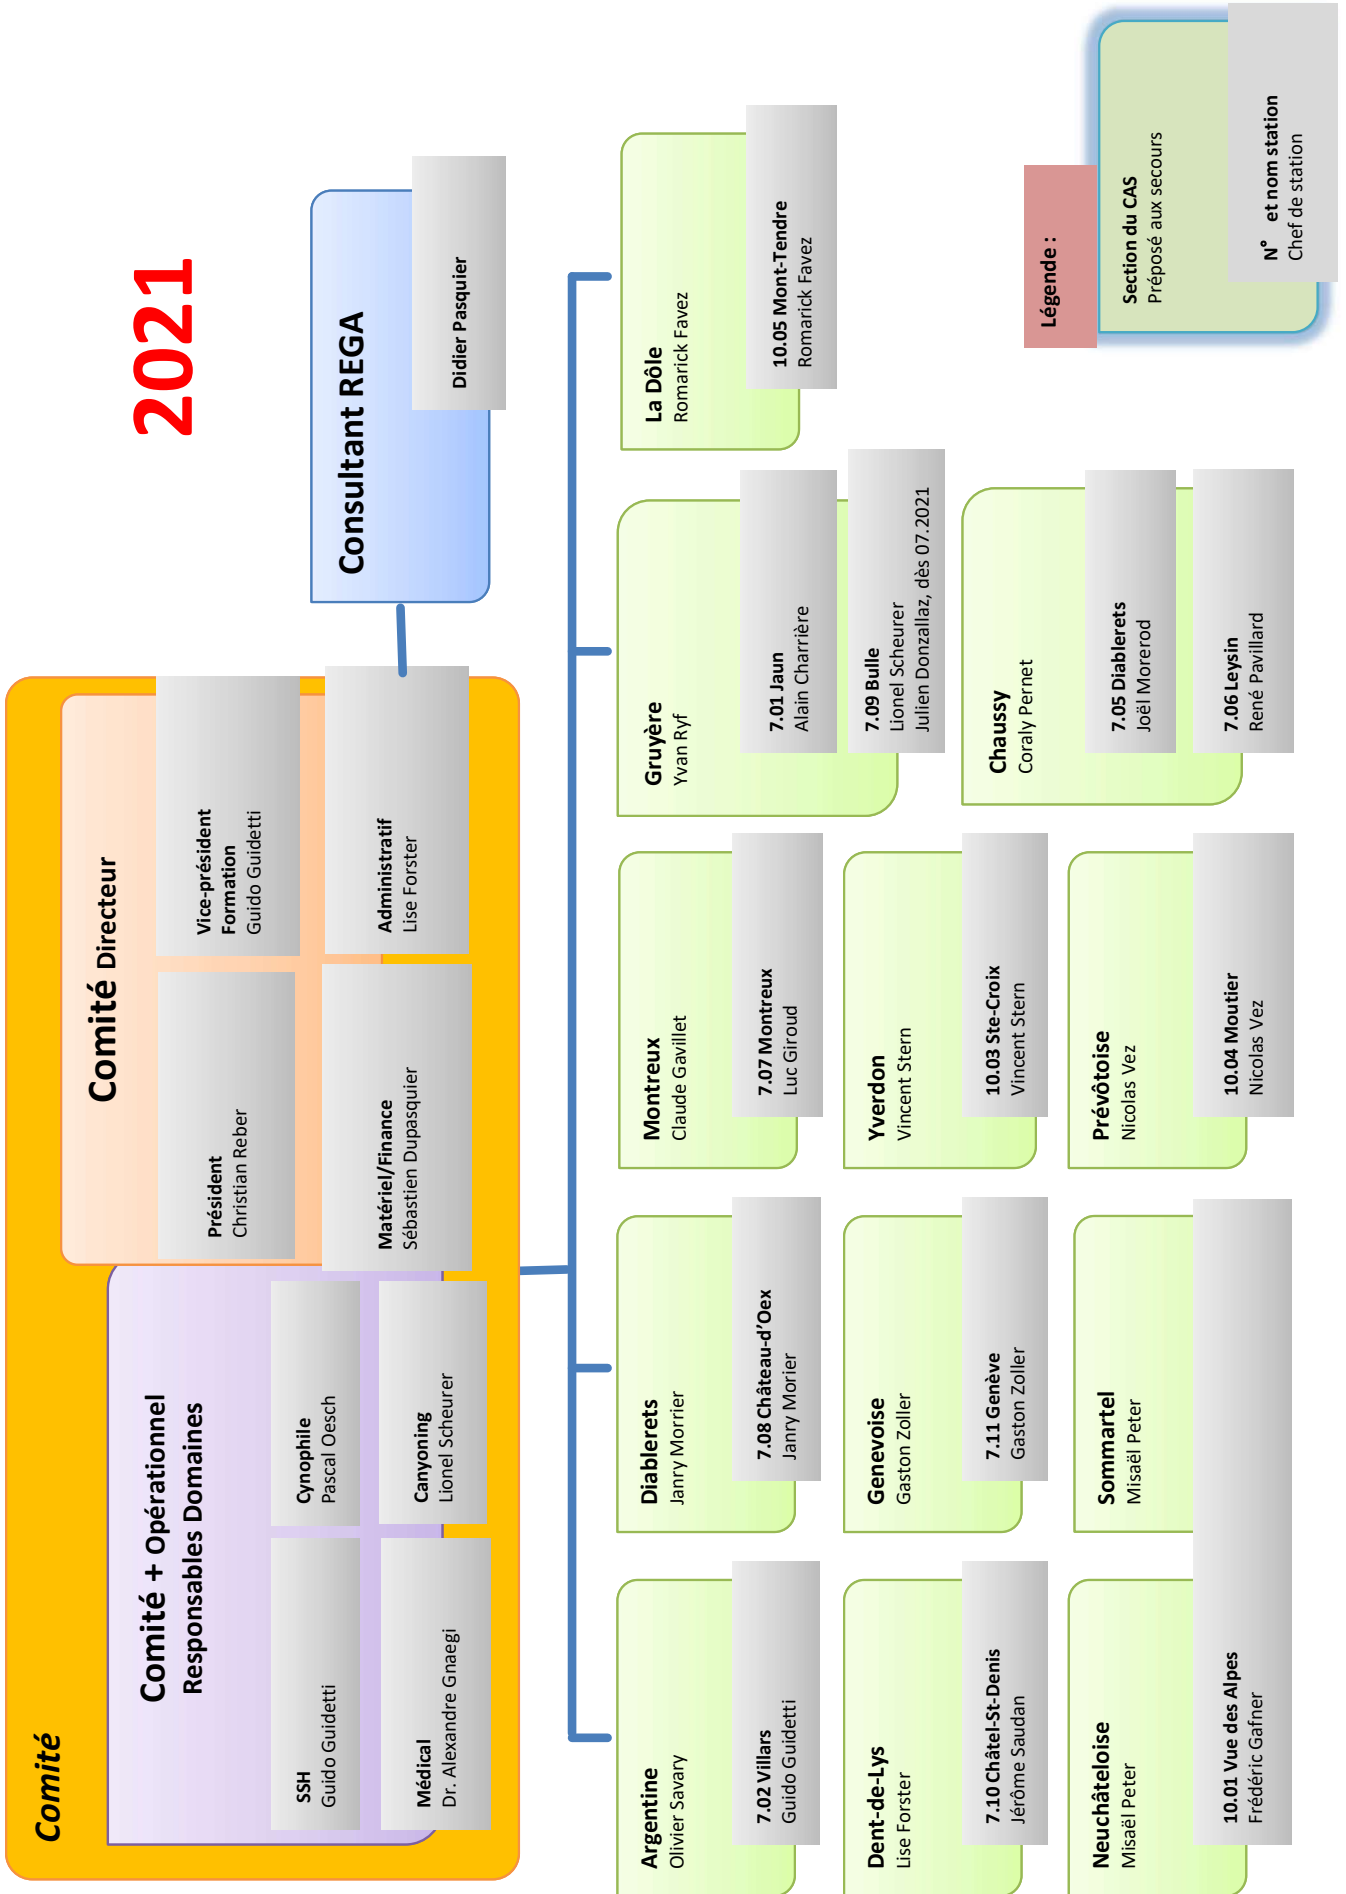 2021
Comité
Comité + Opérationnel
Responsables Domaines
SSH
Guido Guidetti
Cynophile
Pascal Oesch
Médical
Dr. Alexandre Gnaegi
Canyoning
Lionel Scheurer
Comité Directeur
Président
Christian Reber
Vice-président
Formation
Guido Guidetti
Matériel/Finance
Sébastien Dupasquier
Administratif
Lise Forster
Consultant REGA
Didier Pasquier
Argentine
Olivier Savary
7.02 Villars
Guido Guidetti
Diablerets
Janry Morrier
7.08 Château-d’Oex
Janry Morier
Montreux
Claude Gavillet
7.07 Montreux
Luc Giroud
Gruyère
Yvan Ryf
7.01 Jaun
Alain Charrière
7.09 Bulle
Lionel Scheurer
Julien Donzallaz, dès 07.2021
La Dôle
Romarick Favez
10.05 Mont-Tendre
Romarick Favez
Dent-de-Lys
Lise Forster
7.10 Châtel-St-Denis
Jérôme Saudan
Genevoise
Gaston Zoller
7.11 Genève
Gaston Zoller
Yverdon
Vincent Stern
10.03 Ste-Croix
Vincent Stern
Chaussy
Coraly Pernet
7.05 Diablerets
Joël Morerod
7.06 Leysin
René Pavillard
Neuchâteloise
Misaël Peter
Sommartel
Misaël Peter
10.01 Vue des Alpes
Frédéric Gafner
Prévôtoise
Nicolas Vez
10.04 Moutier
Nicolas Vez
Légende :
Section du CAS
Préposé aux secours
N° et nom station
Chef de station